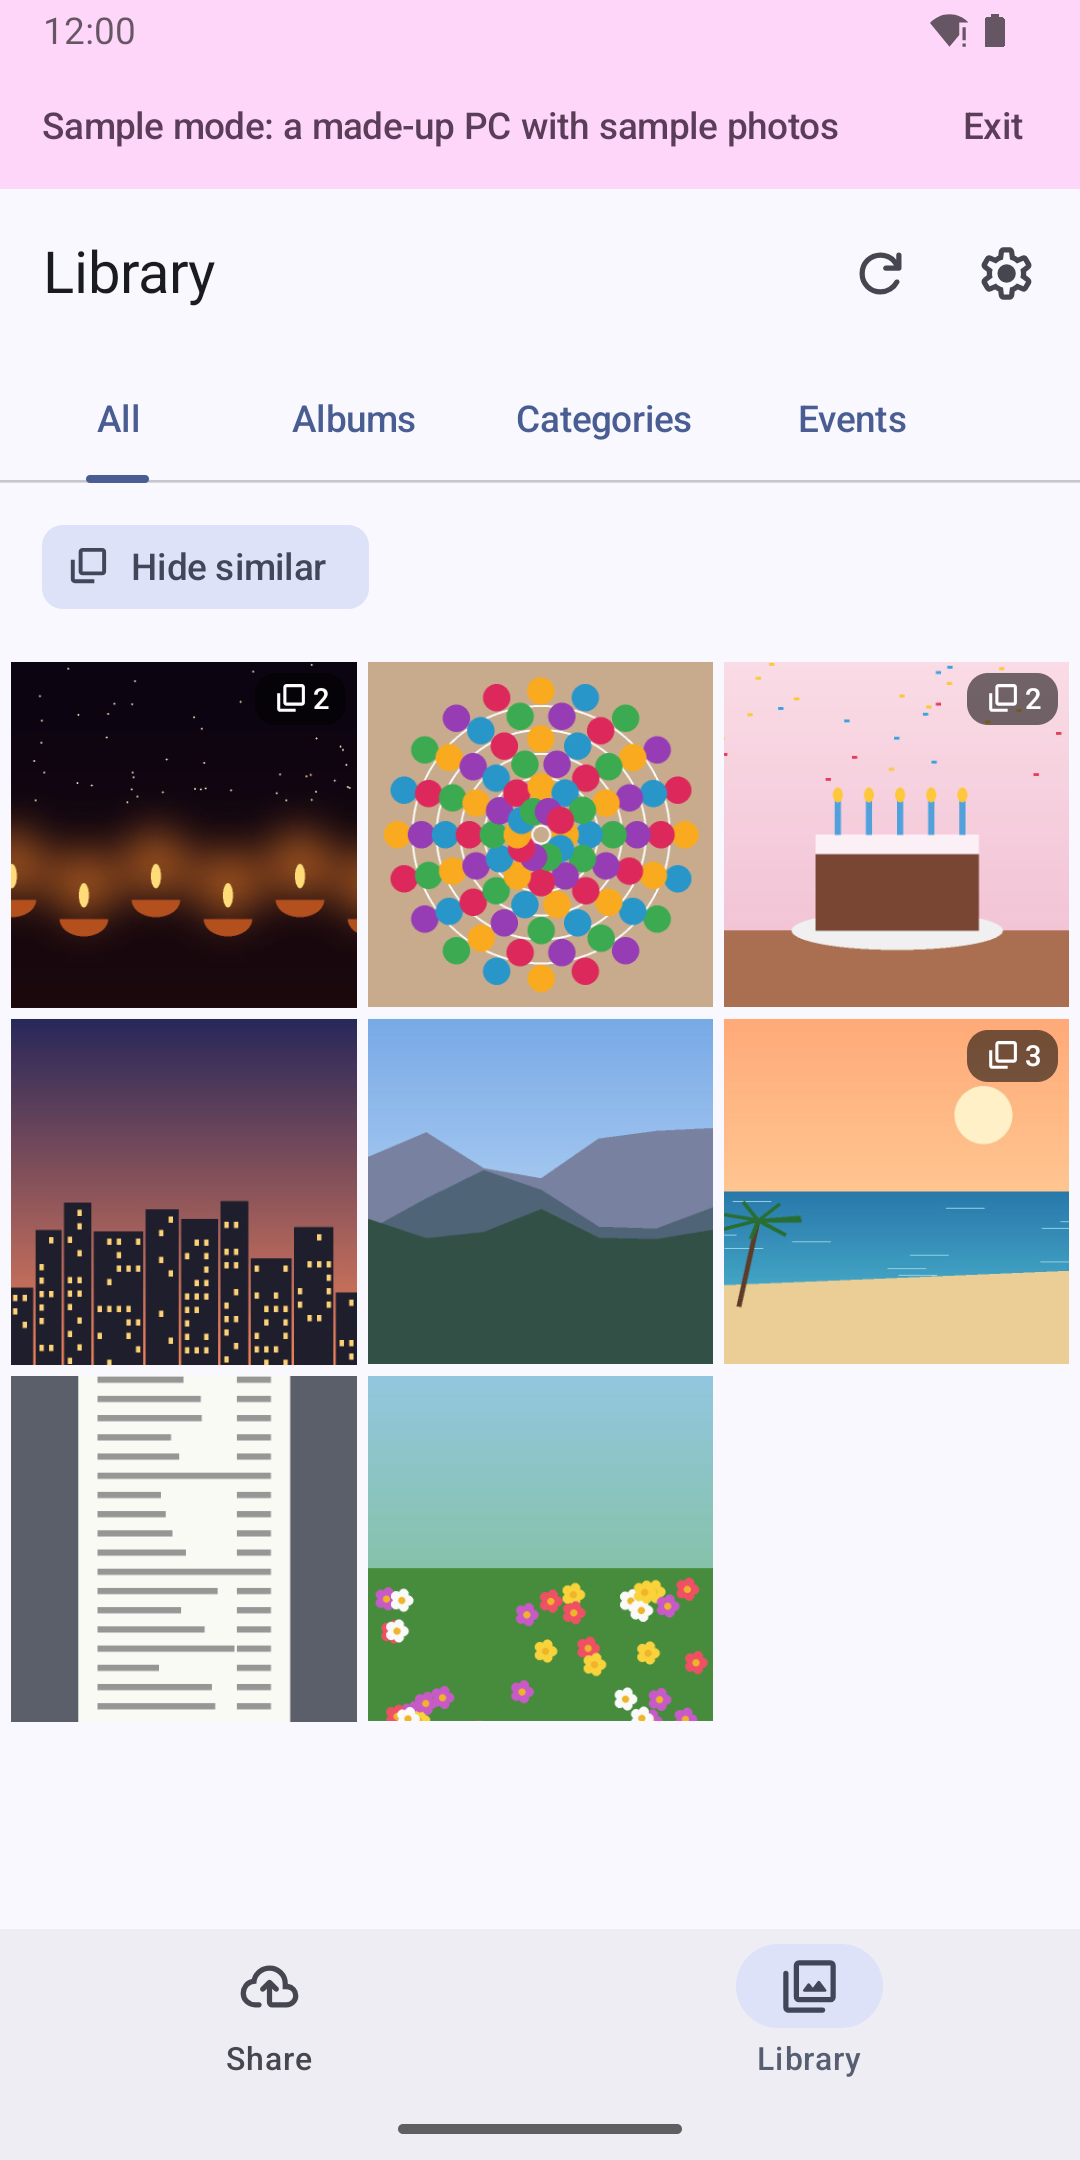 12:00
Sample mode: a made-up PC with sample photos
Exit
Library
All
Albums
Categories
Events
Hide similar
2
2
3
Share
Library